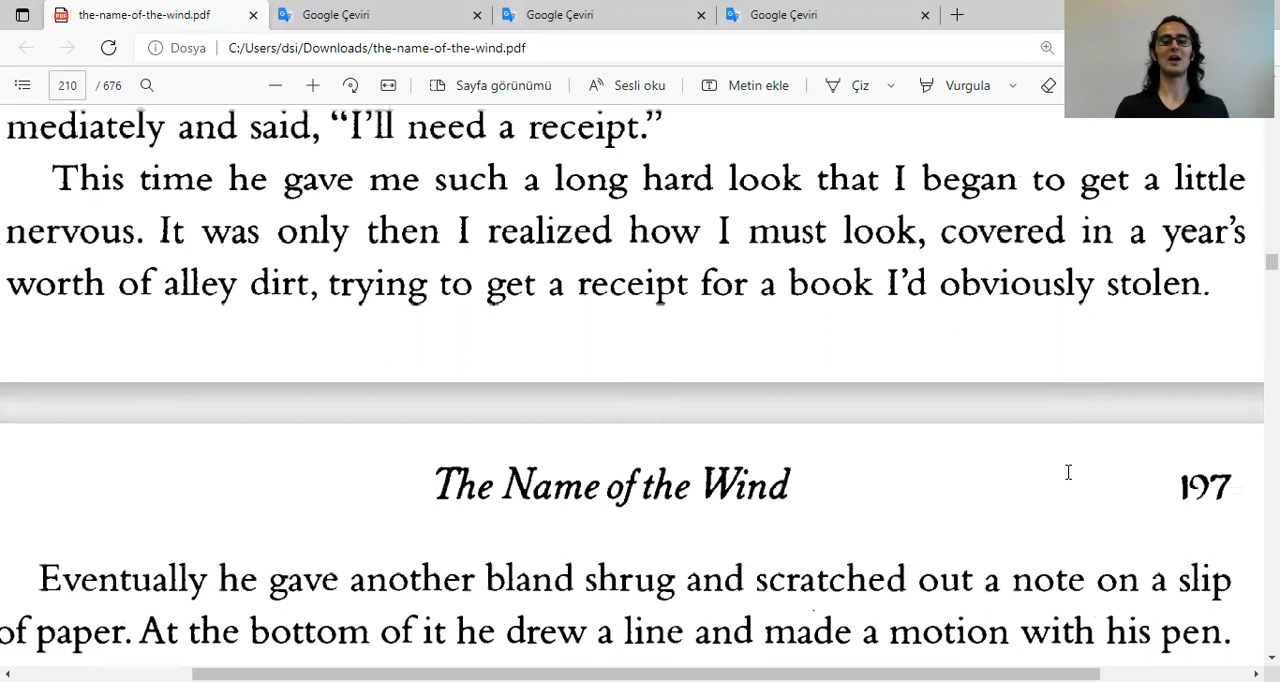 the-name-of-the-wind.pdf
Google Çeviri
Google Çeviri
Google Çeviri
Dosya
C:/Users/dsi/Downloads/the-name-of-the-wind.pdf
210 / 676
Sayfa görünümü
Sesli oku
Metin ekle
Çiz
Vurgula
mediately and said, “I’ll need a receipt.”
This time he gave me such a long hard look that I began to get a little
nervous. It was only then I realized how I must look, covered in a year’s
worth of alley dirt, trying to get a receipt for a book I’d obviously stolen.
The Name of the Wind
197
Eventually he gave another bland shrug and scratched out a note on a slip
of paper. At the bottom of it he drew a line and made a motion with his pen.